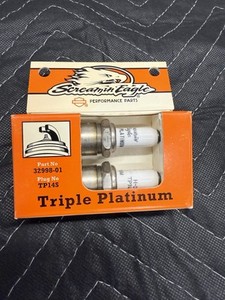 Screamin' Eagle
PERFORMANCE PARTS
Part No
32998-01
Plug No
TP14S
Triple Platinum